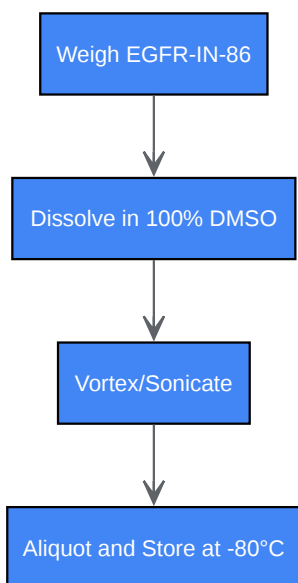 Weigh EGFR-IN-86
Dissolve in 100% DMSO
Vortex/Sonicate
Aliquot and Store at -80°C